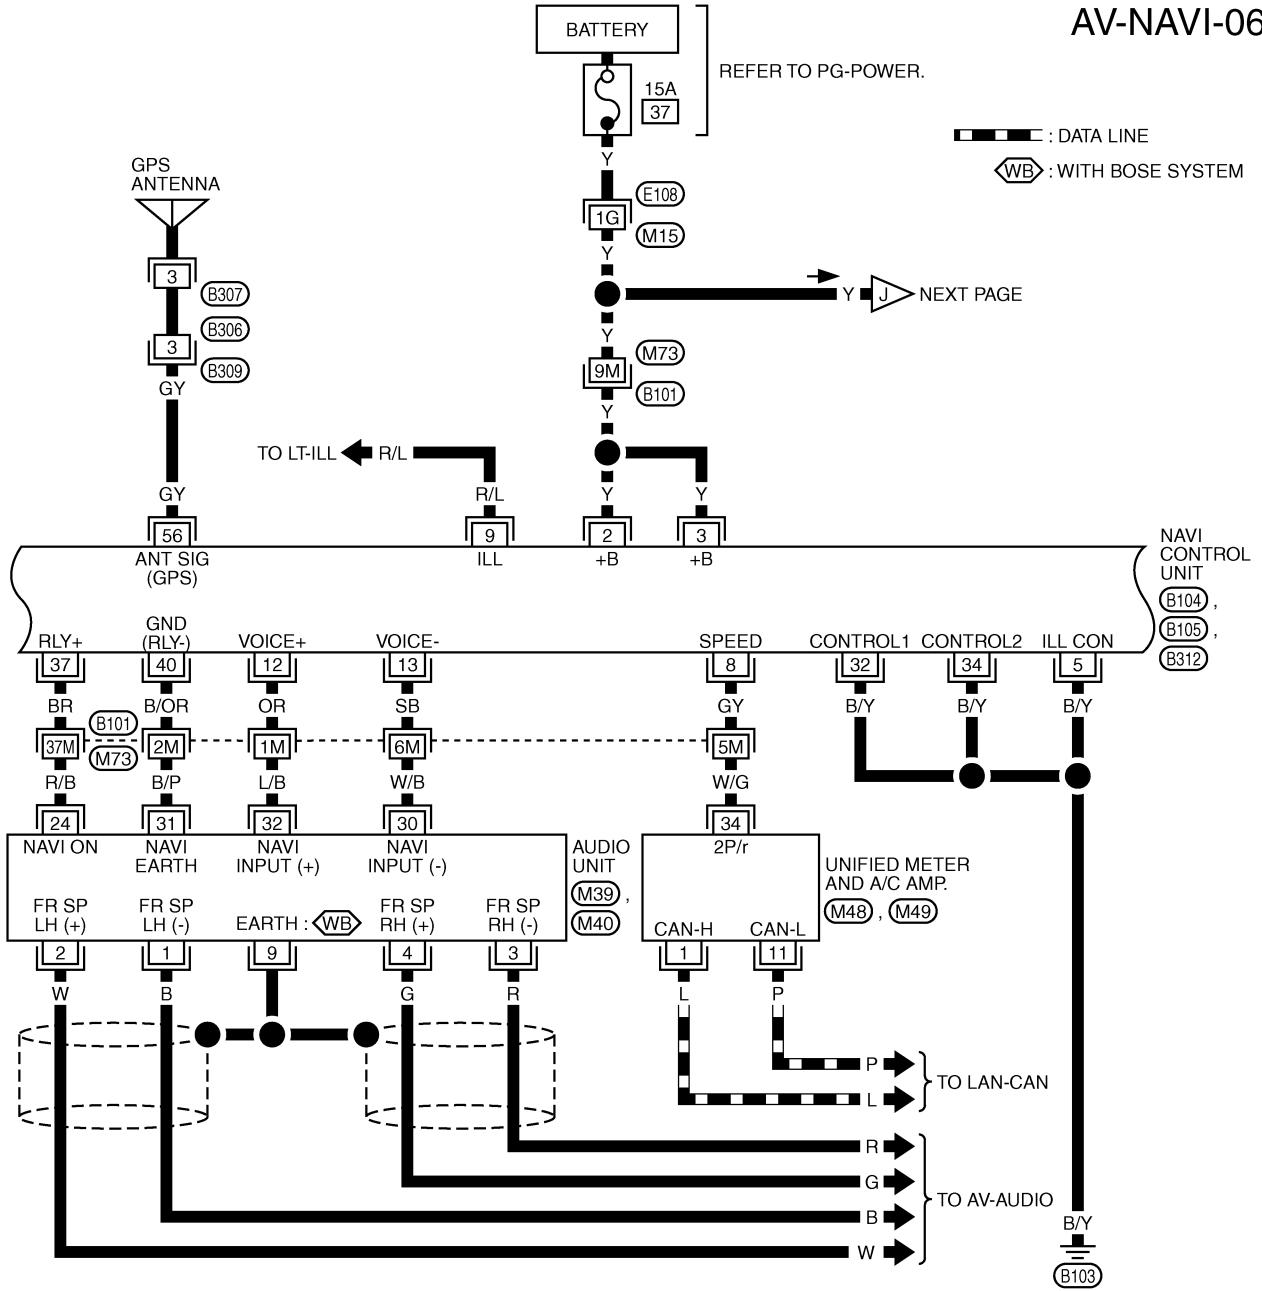 AV-NAVI-06
BATTERY
REFER TO PG-POWER.
15A
37
: DATA LINE
WB : WITH BOSE SYSTEM
GPS
ANTENNA
Y
E108
1G
M15
Y
3
B307
Y J NEXT PAGE
B306
Y
3
B309
M73
9M
B101
GY
Y
TO LT-ILL R/L
GY R/L Y Y
56 9 2 3
ANT SIG
(GPS)
ILL +B +B
NAVI
CONTROL
UNIT
B104 ,
B105 ,
B312
RLY+ GND
(RLY-) VOICE+ VOICE- SPEED CONTROL1 CONTROL2 ILL CON
37 40 12 13 8 32 34 5
BR B/OR OR SB GY B/Y B/Y B/Y
B101
37M 2M 1M 6M 5M
M73
R/B B/P L/B W/B W/G
24 31 32 30 34
NAVI ON NAVI
EARTH NAVI
INPUT (+) NAVI
INPUT (-) 2P/r
AUDIO
UNIT
M39 ,
M40
UNIFIED METER
AND A/C AMP.
M48 , M49
FR SP
LH (+) FR SP
LH (-) EARTH : WB FR SP
RH (+) FR SP
RH (-) CAN-H CAN-L
2 1 9 4 3 1 11
W B G R L P
P
TO LAN-CAN
L
R
G
TO AV-AUDIO
B
W
B/Y
B103